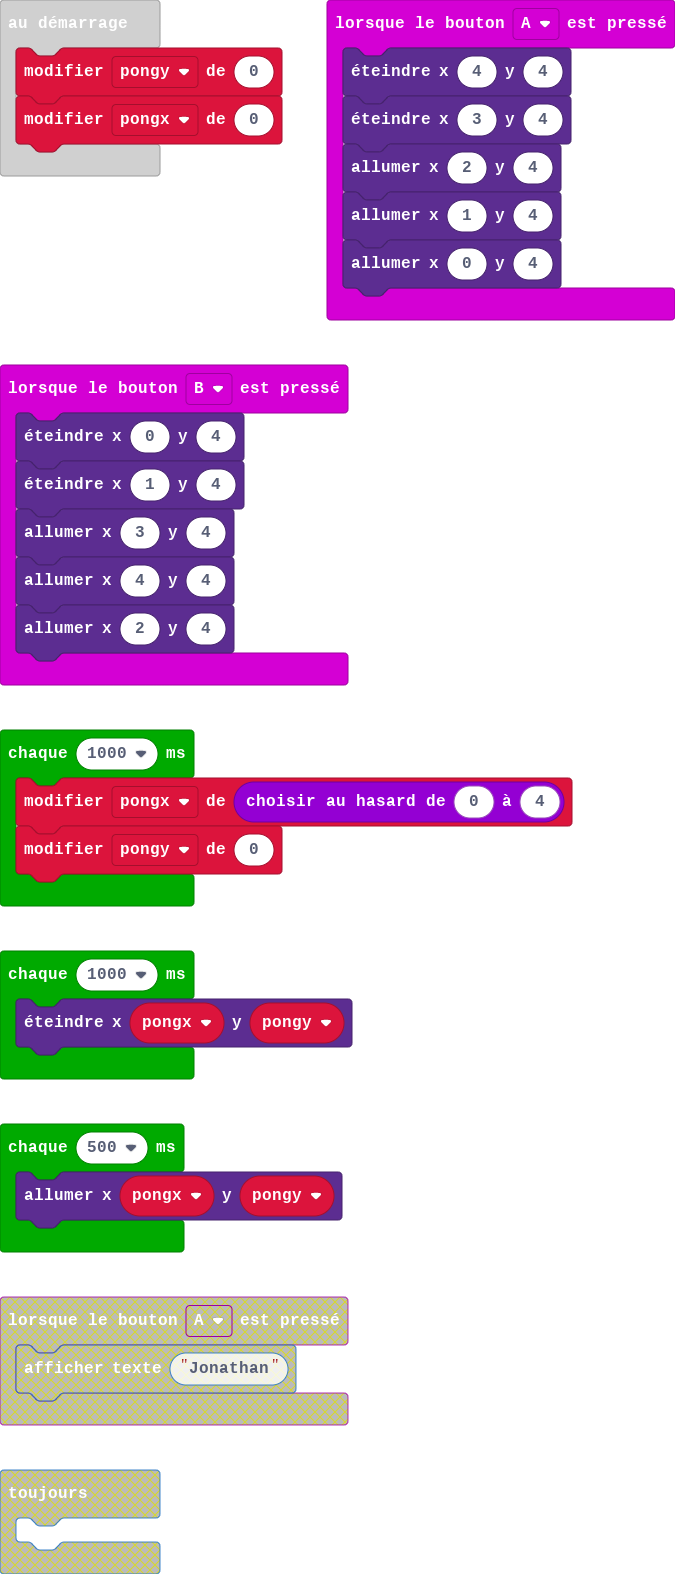 au démarrage
modifier pongy de 0
modifier pongx de 0
lorsque le bouton A est pressé
éteindre x 4 y 4
éteindre x 3 y 4
allumer x 2 y 4
allumer x 1 y 4
allumer x 0 y 4
lorsque le bouton B est pressé
éteindre x 0 y 4
éteindre x 1 y 4
allumer x 3 y 4
allumer x 4 y 4
allumer x 2 y 4
chaque 1000 ms
modifier pongx de choisir au hasard de 0 à 4
modifier pongy de 0
chaque 1000 ms
éteindre x pongx y pongy
chaque 500 ms
allumer x pongx y pongy
lorsque le bouton A est pressé
afficher texte "Jonathan"
toujours